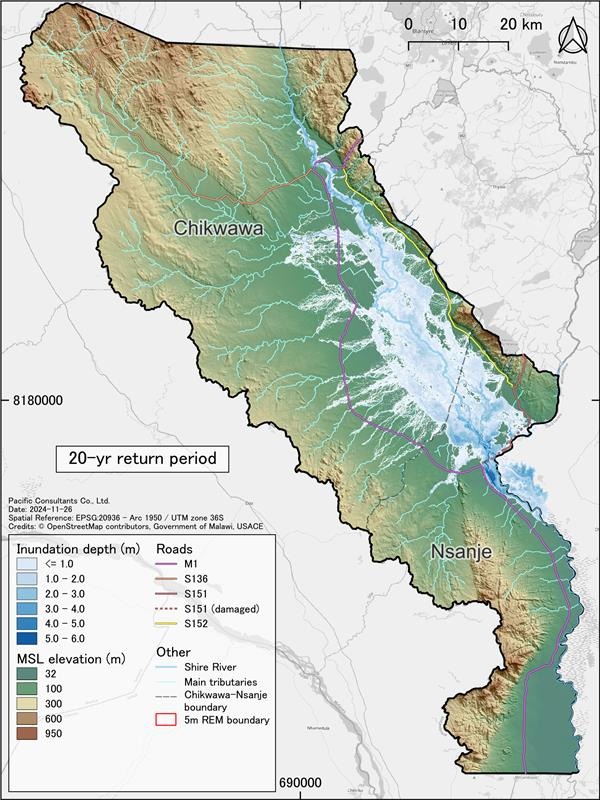 0 10 20 km
Blantyre
Chikwawa
8180000
20-yr return period
Pacific Consultants Co., Ltd.
Date: 2024-11-26
Spatial Reference: EPSG:20936 - Arc 1950 / UTM zone 36S
Credits: © OpenStreetMap contributors, Government of Malawi, USACE
Nsanje
Inundation depth (m)
<= 1.0
1.0 - 2.0
2.0 - 3.0
3.0 - 4.0
4.0 - 5.0
5.0 - 6.0
MSL elevation (m)
32
100
300
600
950
Roads
M1
S136
S151
S151 (damaged)
S152
Other
Shire River
Main tributaries
Chikwawa-Nsanje
boundary
5m REM boundary
690000